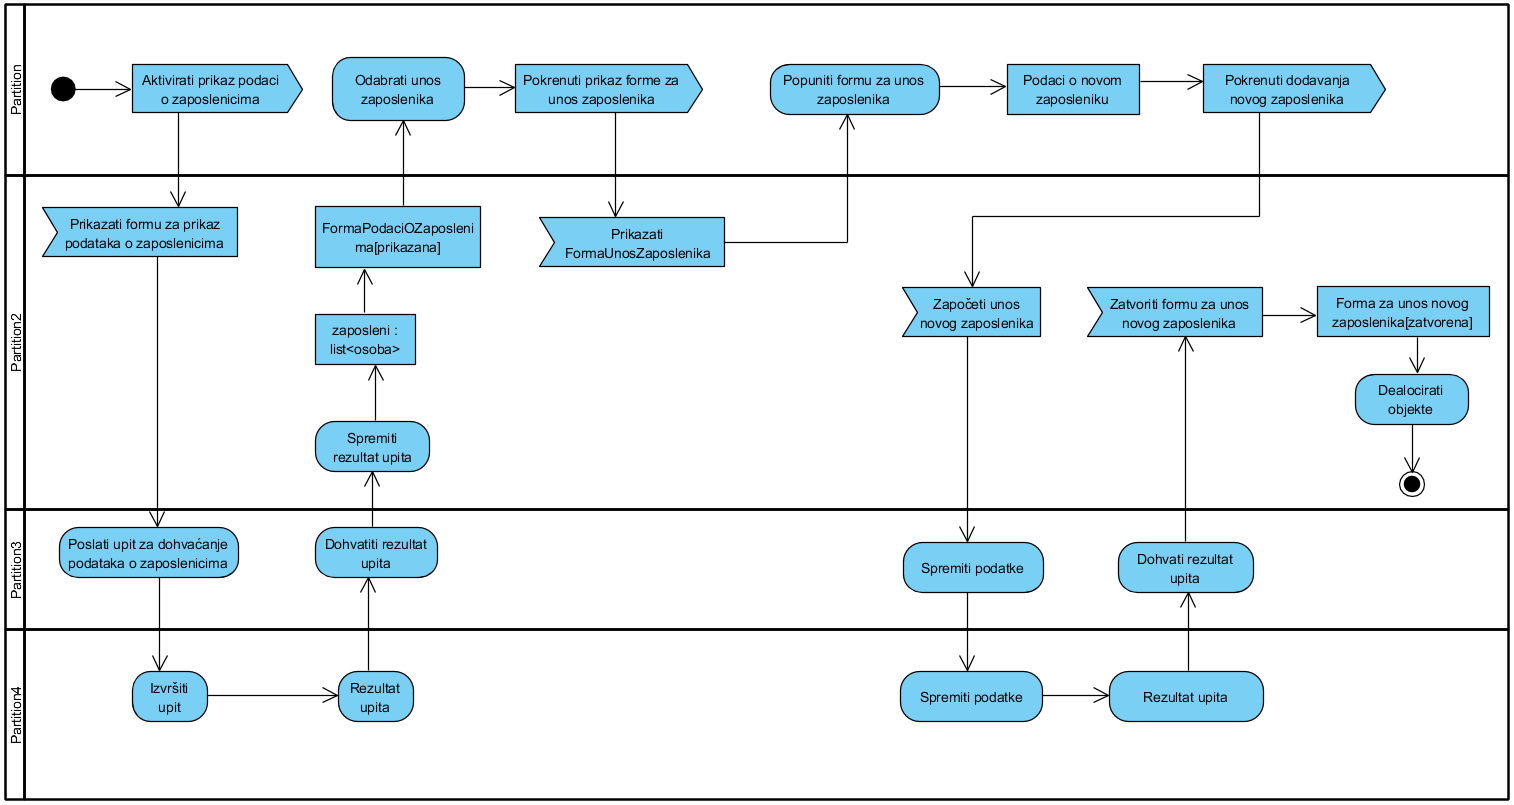 Partition
Aktivirati prikaz podaci
o zaposlenicima
Odabrati unos
zaposlenika
Pokrenuti prikaz forme za
unos zaposlenika
Popuniti formu za unos
zaposlenika
Podaci o novom
zaposleniku
Pokrenuti dodavanja
novog zaposlenika
Partition2
Prikazati formu za prikaz
podataka o zaposlenicima
FormaPodaciOZaposleni
ma[prikazana]
zaposleni :
list<osoba>
Spremiti
rezultat upita
Prikazati
FormaUnosZaposlenika
Započeti unos
novog zaposlenika
Zatvoriti formu za unos
novog zaposlenika
Forma za unos novog
zaposlenika[zatvorena]
Dealocirati
objekte
Partition3
Poslati upit za dohvaćanje
podataka o zaposlenicima
Dohvatiti rezultat
upita
Spremiti podatke
Dohvati rezultat
upita
Partition4
Izvršiti
upit
Rezultat
upita
Spremiti podatke
Rezultat upita